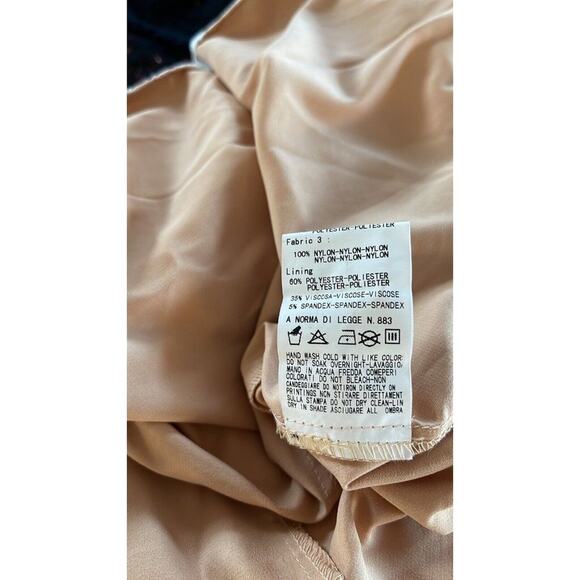 POLYESTER-POLIESTER
Fabric 3 :
100% NYLON-NYLON-NYLON
NYLON-NYLON-NYLON
Lining
60% POLYESTER-POLIESTER
POLYESTER-POLIESTER
35% VISCOSA-VISCOSE-VISCOSE
5% SPANDEX-SPANDEX-SPANDEX
A NORMA DI LEGGE N.883
HAND WASH COLD WITH LIKE COLOR
DO NOT SOAK OVERNIGHT-LAVAGGIO
MANO IN ACQUA FREDDA COMEPERI
COLORATI DO NOT BLEACH-NON
CANDEGGIARE DO NOTIRON DIRECTLY ON
PRINTINGS NON STIRARE DIRETTAMENT
SULLA STAMPA DO NOT DRY CLEAN-LIN
DRY IN SHADE ASCIUGARE ALL OMBRA